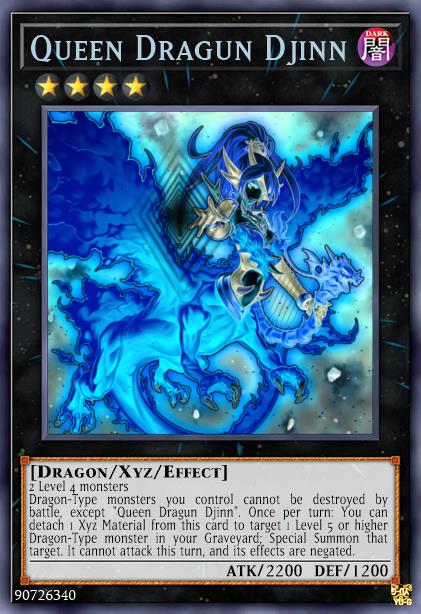 QUEEN DRAGUN DJINN
DARK
闇
[DRAGON/XYZ/EFFECT]
2 Level 4 monsters
Dragon-Type monsters you control cannot be destroyed by
battle, except "Queen Dragun Djinn". Once per turn: You can
detach 1 Xyz Material from this card to target 1 Level 5 or higher
Dragon-Type monster in your Graveyard; Special Summon that
target. It cannot attack this turn, and its effects are negated.
ATK/2200 DEF/1200
90726340